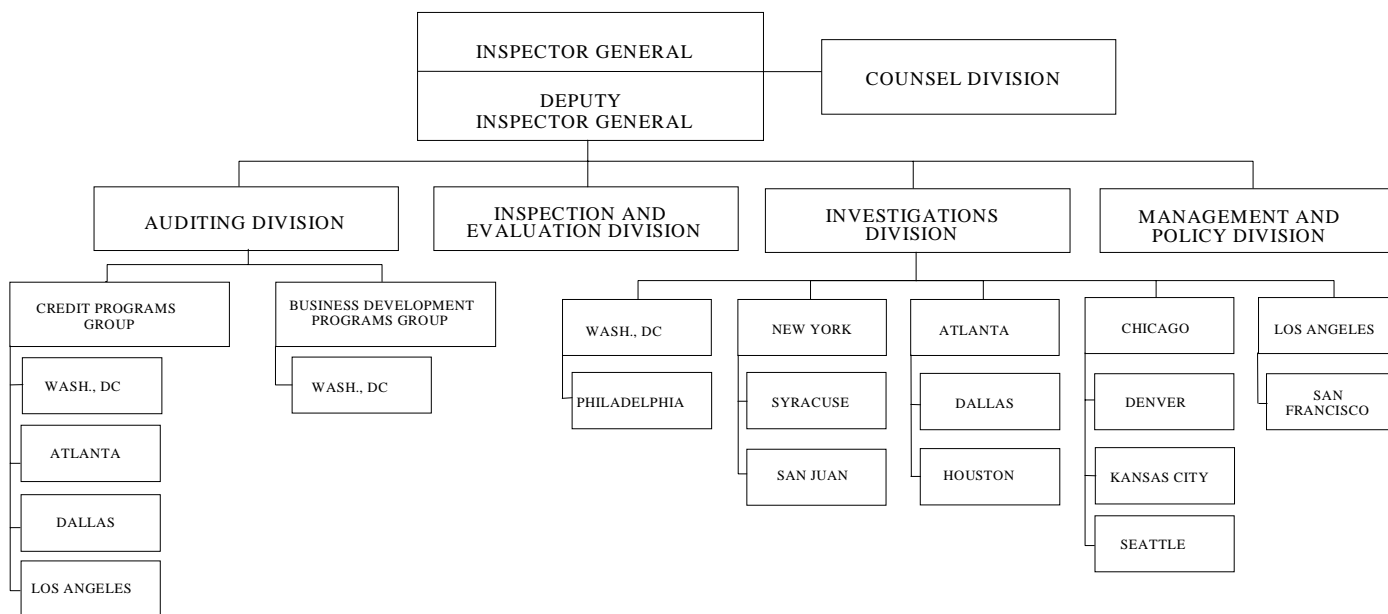 INSPECTOR GENERAL
COUNSEL DIVISION
DEPUTY
INSPECTOR GENERAL
AUDITING DIVISION
INSPECTION AND
EVALUATION DIVISION
INVESTIGATIONS
DIVISION
MANAGEMENT AND
POLICY DIVISION
CREDIT PROGRAMS
GROUP
WASH., DC
ATLANTA
DALLAS
LOS ANGELES
BUSINESS DEVELOPMENT
PROGRAMS GROUP
WASH., DC
WASH., DC
PHILADELPHIA
NEW YORK
SYRACUSE
SAN JUAN
ATLANTA
DALLAS
HOUSTON
CHICAGO
DENVER
KANSAS CITY
SEATTLE
LOS ANGELES
SAN
FRANCISCO